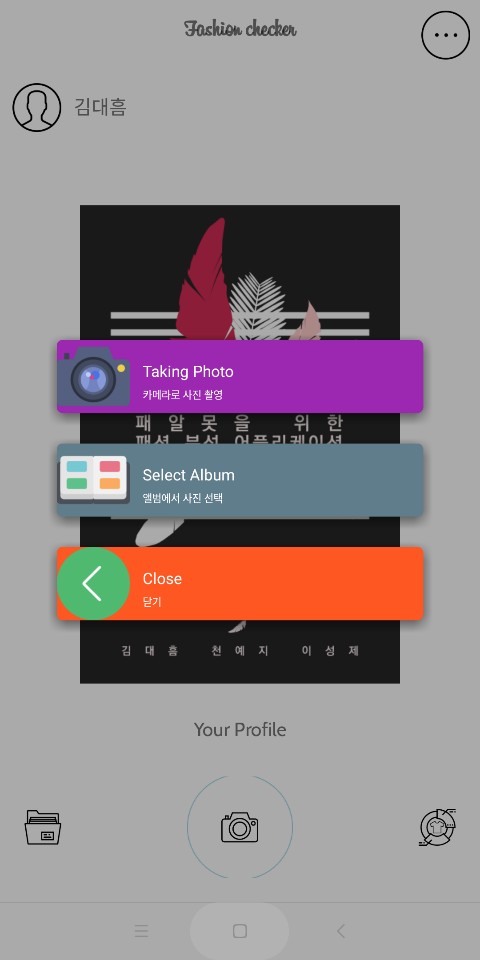 Fashion checker
김대흠
Taking Photo
카메라로 사진 촬영
패 알 못 을 위 한
패션 분석 어플리케이션
Select Album
앨범에서 사진 선택
Close
닫기
김 대 흠 천 예 지 이 성 제
Your Profile